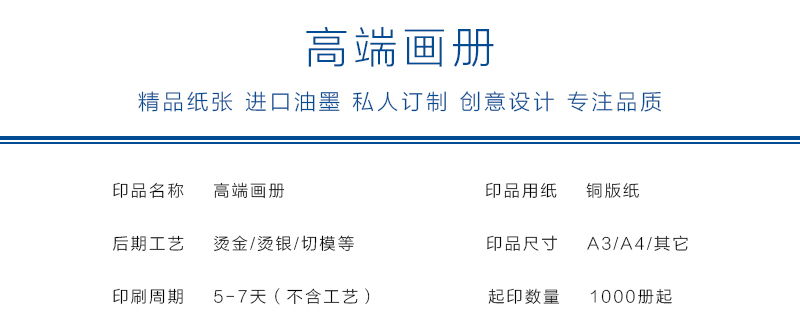 高端画册
精品纸张 进口油墨 私人订制 创意设计 专注品质
印品名称 高端画册 印品用纸 铜版纸
后期工艺 烫金/烫银/切模等 印品尺寸 A3/A4/其它
印刷周期 5-7天（不含工艺） 起印数量 1000册起